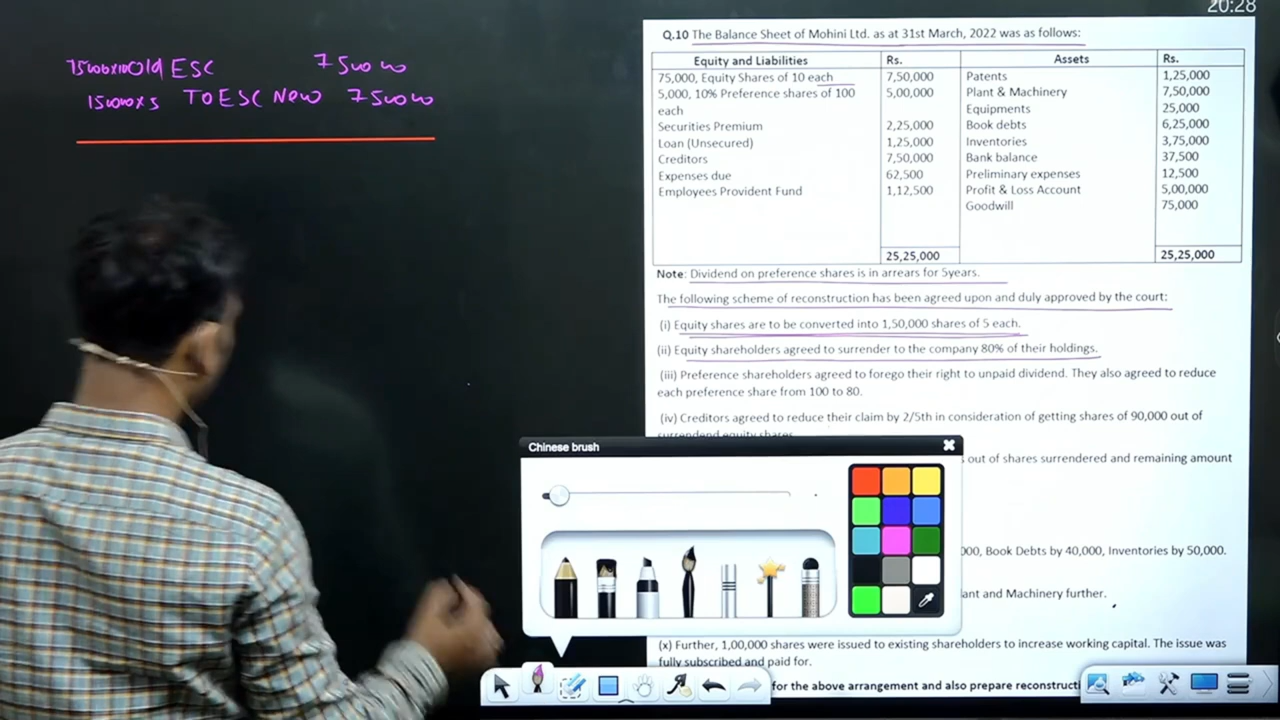 20:28
75000x10 Old ESC 750000
150000x5 To ESC New 750000
Q.10 The Balance Sheet of Mohini Ltd. as at 31st March, 2022 was as follows:
Equity and Liabilities Rs. Assets Rs.
75,000, Equity Shares of 10 each 7,50,000 Patents 1,25,000
5,000, 10% Preference shares of 100 5,00,000 Plant & Machinery 7,50,000
each Equipments 25,000
Securities Premium 2,25,000 Book debts 6,25,000
Loan (Unsecured) 1,25,000 Inventories 3,75,000
Creditors 7,50,000 Bank balance 37,500
Expenses due 62,500 Preliminary expenses 12,500
Employees Provident Fund 1,12,500 Profit & Loss Account 5,00,000
Goodwill 75,000
25,25,000 25,25,000
Note: Dividend on preference shares is in arrears for 5years.
The following scheme of reconstruction has been agreed upon and duly approved by the court:
(i) Equity shares are to be converted into 1,50,000 shares of 5 each.
(ii) Equity shareholders agreed to surrender to the company 80% of their holdings.
(iii) Preference shareholders agreed to forego their right to unpaid dividend. They also agreed to reduce
each preference share from 100 to 80.
(iv) Creditors agreed to reduce their claim by 2/5th in consideration of getting shares of 90,000 out of
surrendend equity shares
Chinese brush
out of shares surrendered and remaining amount
000, Book Debts by 40,000, Inventories by 50,000.
ant and Machinery further.
(x) Further, 1,00,000 shares were issued to existing shareholders to increase working capital. The issue was
fully subscribed and paid for.
for the above arrangement and also prepare reconstructi